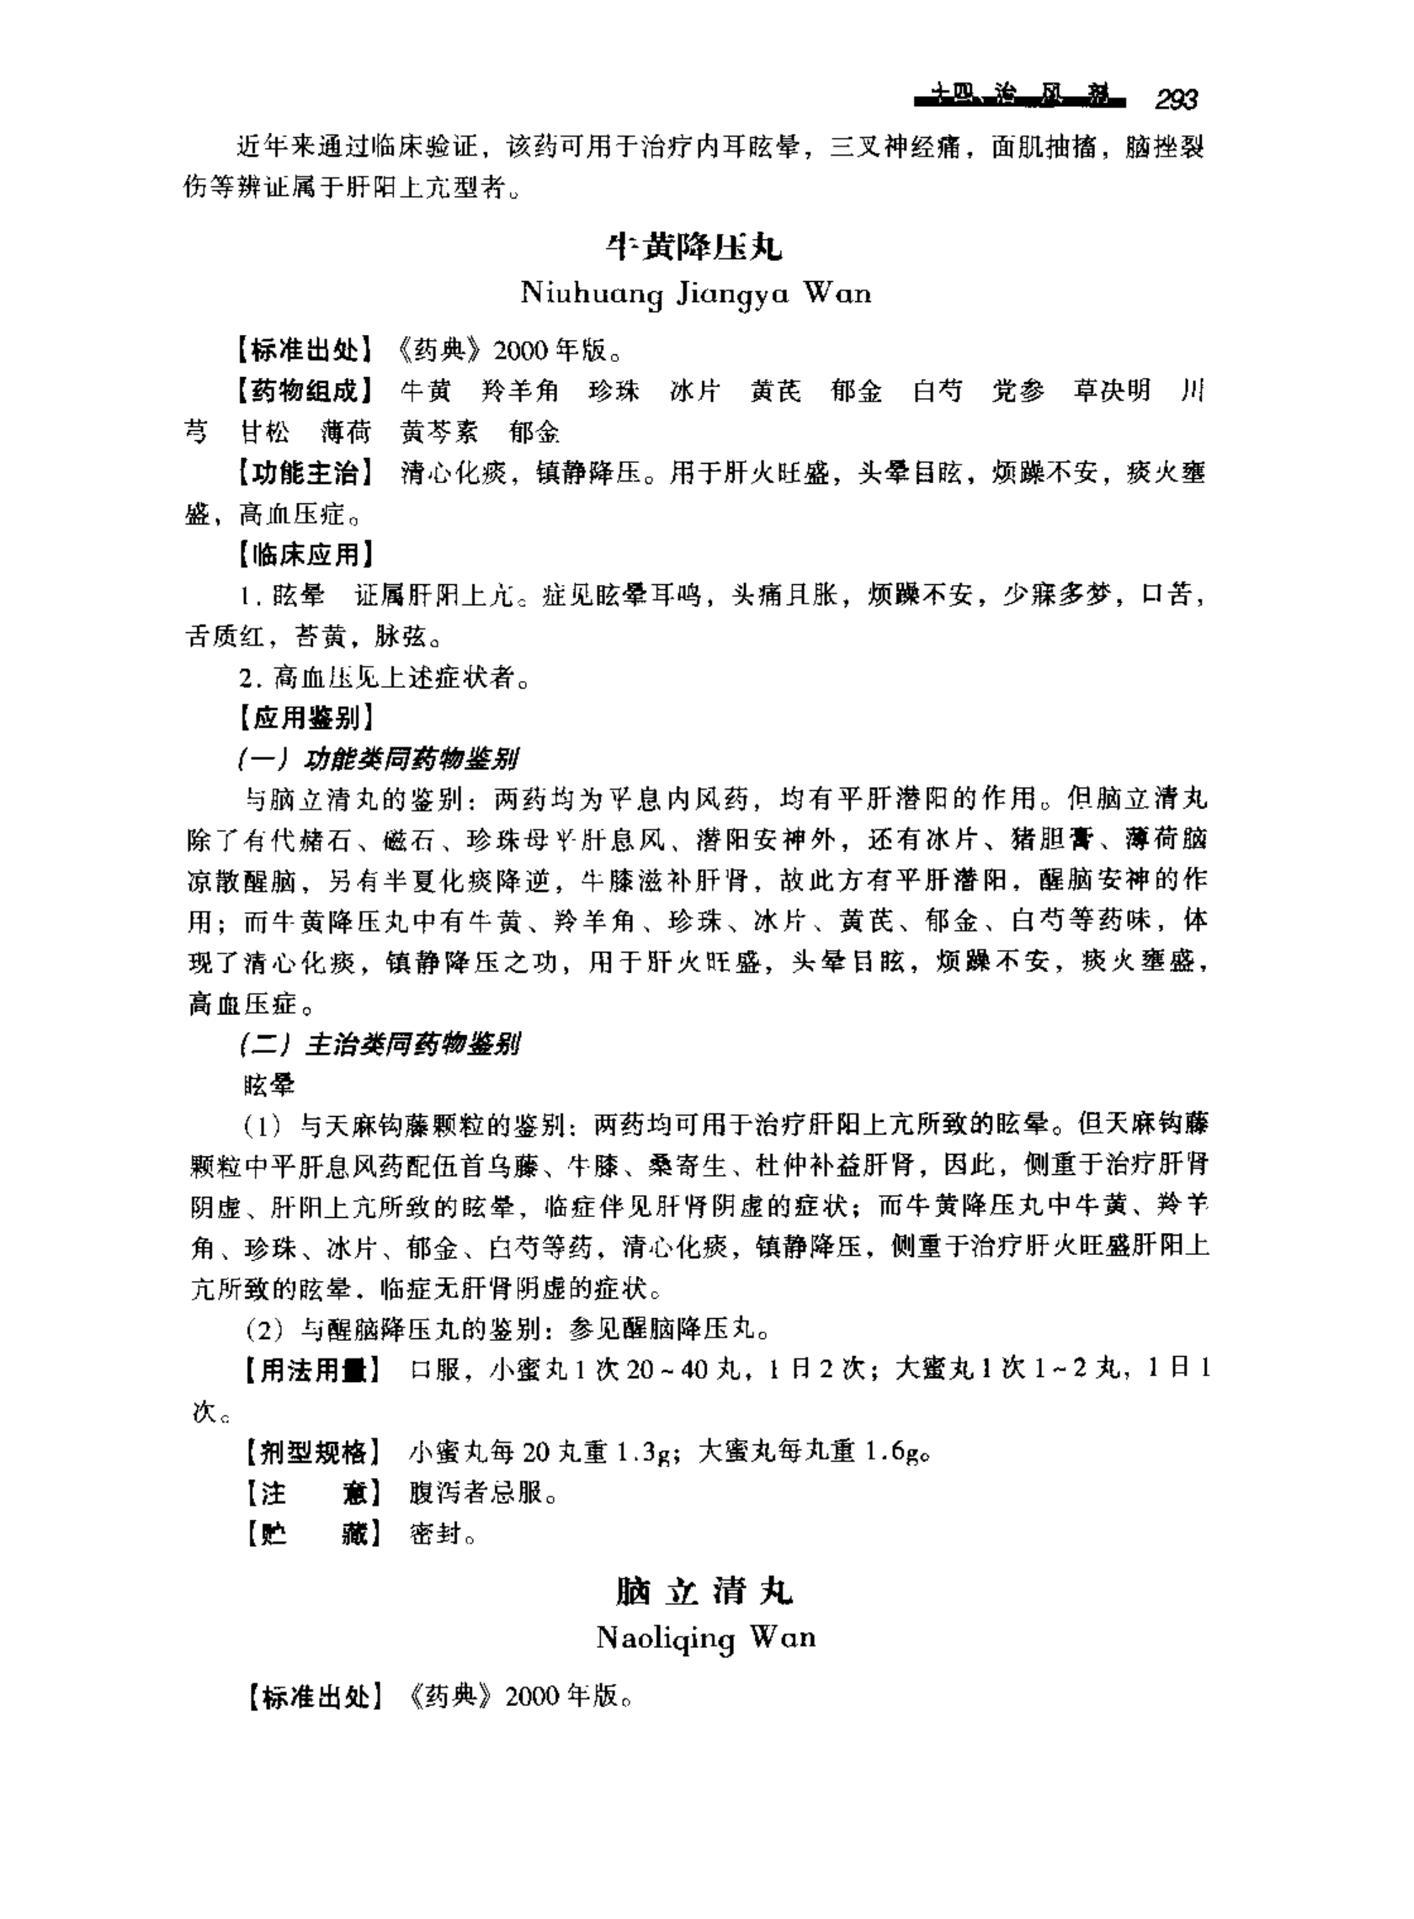 十四、治风剂 293
近年来通过临床验证，该药可用于治疗内耳眩晕，三叉神经痛，面肌抽搐，脑挫裂
伤等辨证属于肝阳上亢型者。
牛黄降压丸
Niuhuang Jiangya Wan
【标准出处】《药典》2000年版。
【药物组成】 牛黄 羚羊角 珍珠 冰片 黄芪 郁金 白芍 党参 草决明 川
芎 甘松 薄荷 黄芩素 郁金
【功能主治】 清心化痰，镇静降压。用于肝火旺盛，头晕目眩，烦躁不安，痰火壅
盛，高血压症。
【临床应用】
1. 眩晕 证属肝阳上亢。症见眩晕耳鸣，头痛且胀，烦躁不安，少寐多梦，口苦，
舌质红，苔黄，脉弦。
2. 高血压见上述症状者。
【应用鉴别】
(一) 功能类同药物鉴别
与脑立清丸的鉴别：两药均为平息内风药，均有平肝潜阳的作用。但脑立清丸
除了有代赭石、磁石、珍珠母平肝息风、潜阳安神外，还有冰片、猪胆膏、薄荷脑
凉散醒脑，另有半夏化痰降逆，牛膝滋补肝肾，故此方有平肝潜阳，醒脑安神的作
用；而牛黄降压丸中有牛黄、羚羊角、珍珠、冰片、黄芪、郁金、白芍等药味，体
现了清心化痰，镇静降压之功，用于肝火旺盛，头晕目眩，烦躁不安，痰火壅盛，
高血压症。
(二) 主治类同药物鉴别
眩晕
(1) 与天麻钩藤颗粒的鉴别：两药均可用于治疗肝阳上亢所致的眩晕。但天麻钩藤
颗粒中平肝息风药配伍首乌藤、牛膝、桑寄生、杜仲补益肝肾，因此，侧重于治疗肝肾
阴虚、肝阳上亢所致的眩晕，临症伴见肝肾阴虚的症状；而牛黄降压丸中牛黄、羚羊
角、珍珠、冰片、郁金、白芍等药，清心化痰，镇静降压，侧重于治疗肝火旺盛肝阳上
亢所致的眩晕．临症无肝肾阴虚的症状。
(2) 与醒脑降压丸的鉴别：参见醒脑降压丸。
【用法用量】 口服，小蜜丸1次20~40丸，1日2次；大蜜丸1次1~2丸，1日1
次。
【剂型规格】 小蜜丸每20丸重1.3g；大蜜丸每丸重1.6g。
【注 意】 腹泻者忌服。
【贮 藏】 密封。
脑立清丸
Naoliqing Wan
【标准出处】《药典》2000年版。